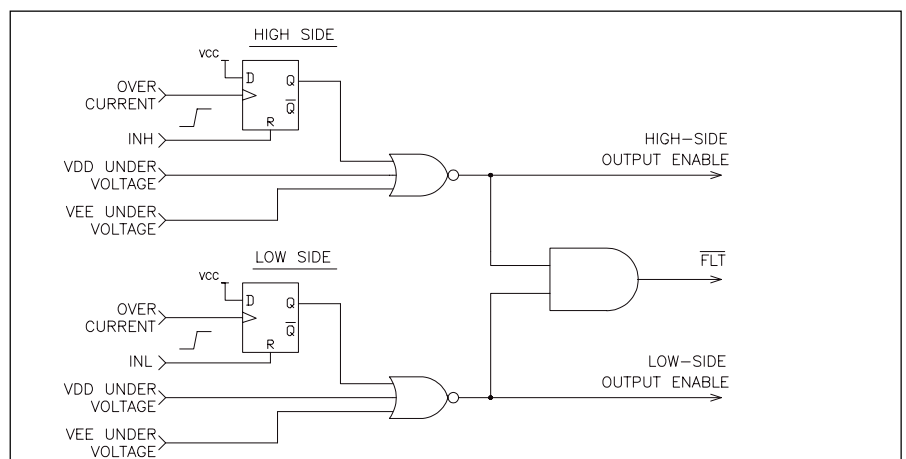 HIGH SIDE
VCC
D
Q
Q̅
R
OVER
CURRENT
INH
VDD UNDER
VOLTAGE
VEE UNDER
VOLTAGE
HIGH-SIDE
OUTPUT ENABLE
F̅L̅T̅
LOW SIDE
VCC
D
Q
Q̅
R
OVER
CURRENT
INL
VDD UNDER
VOLTAGE
VEE UNDER
VOLTAGE
LOW-SIDE
OUTPUT ENABLE